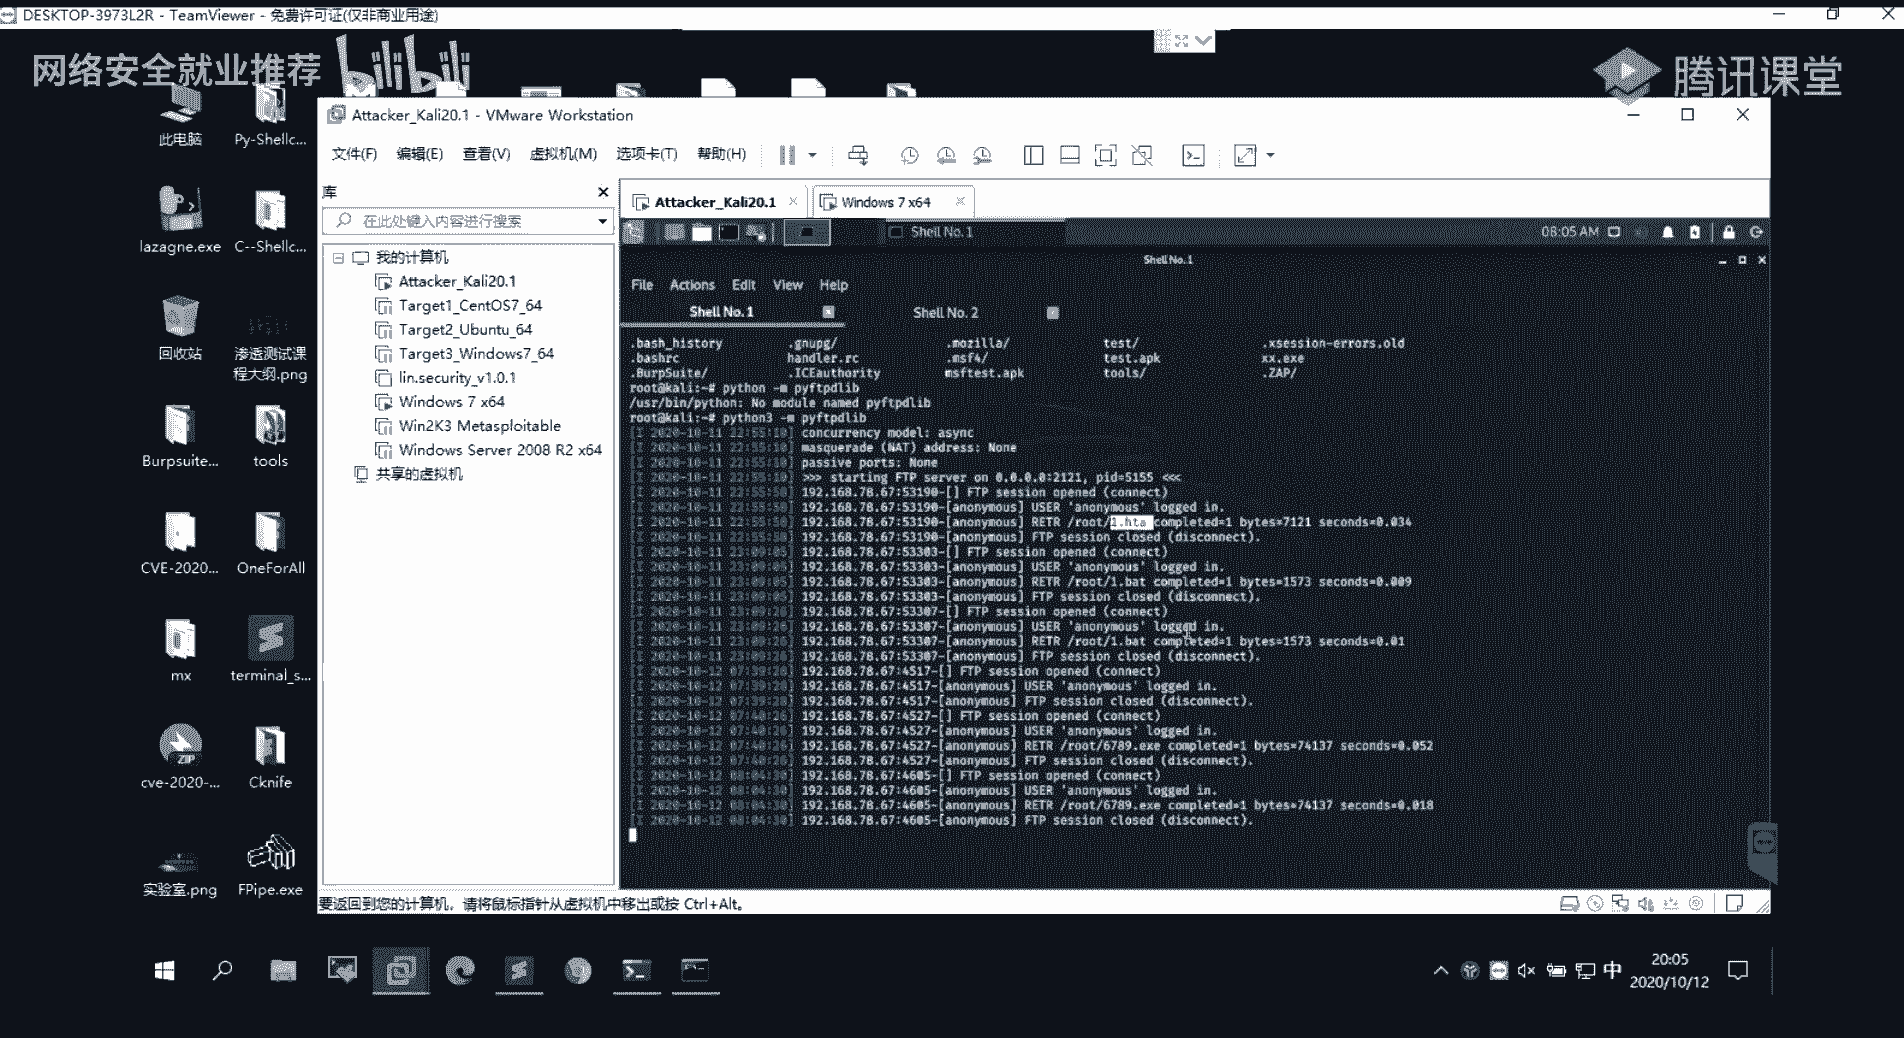 DESKTOP-3973L2R - TeamViewer - 免费许可证(仅非商业用途)
网络安全就业推荐
bilibili
腾讯课堂
此电脑
Py-Shellc...
lazagne.exe
C--Shellc...
回收站
渗透测试课
程大纲.png
Burpsuite...
tools
CVE-2020...
OneForAll
mx
terminal_s...
cve-2020-...
Cknife
实验室.png
FPipe.exe
Attacker_Kali20.1 - VMware Workstation
文件(F) 编辑(E) 查看(V) 虚拟机(M) 选项卡(T) 帮助(H)
库
在此处键入内容进行搜索
我的计算机
Attacker_Kali20.1
Target1_CentOS7_64
Target2_Ubuntu_64
Target3_Windows7_64
lin.security_v1.0.1
Windows 7 x64
Win2K3 Metasploitable
Windows Server 2008 R2 x64
共享的虚拟机
Attacker_Kali20.1
Windows 7 x64
Shell No. 1
08:05 AM
Shell No. 1
File Actions Edit View Help
Shell No. 1
Shell No. 2
.bash_history .gnupg/ .mozilla/ test/ .xsession-errors.old
.bashrc handler.rc .msf4/ test.apk xx.exe
.BurpSuite/ .ICEauthority msftest.apk tools/ .ZAP/
root@kali:~# python -m pyftpdlib
/usr/bin/python: No module named pyftpdlib
root@kali:~# python3 -m pyftpdlib
[I 2020-10-11 22:55:10] concurrency model: async
[I 2020-10-11 22:55:10] masquerade (NAT) address: None
[I 2020-10-11 22:55:10] passive ports: None
[I 2020-10-11 22:55:10] >>> starting FTP server on 0.0.0.0:2121, pid=5155 <<<
[I 2020-10-11 22:55:50] 192.168.78.67:53190-[] FTP session opened (connect)
[I 2020-10-11 22:55:50] 192.168.78.67:53190-[anonymous] USER 'anonymous' logged in.
[I 2020-10-11 22:55:50] 192.168.78.67:53190-[anonymous] RETR /root/1.hta completed=1 bytes=7121 seconds=0.034
[I 2020-10-11 22:55:50] 192.168.78.67:53190-[anonymous] FTP session closed (disconnect).
[I 2020-10-11 23:09:05] 192.168.78.67:53303-[] FTP session opened (connect)
[I 2020-10-11 23:09:05] 192.168.78.67:53303-[anonymous] USER 'anonymous' logged in.
[I 2020-10-11 23:09:05] 192.168.78.67:53303-[anonymous] RETR /root/1.bat completed=1 bytes=1573 seconds=0.009
[I 2020-10-11 23:09:05] 192.168.78.67:53303-[anonymous] FTP session closed (disconnect).
[I 2020-10-11 23:09:26] 192.168.78.67:53307-[] FTP session opened (connect)
[I 2020-10-11 23:09:26] 192.168.78.67:53307-[anonymous] USER 'anonymous' logged in.
[I 2020-10-11 23:09:26] 192.168.78.67:53307-[anonymous] RETR /root/1.bat completed=1 bytes=1573 seconds=0.01
[I 2020-10-11 23:09:26] 192.168.78.67:53307-[anonymous] FTP session closed (disconnect).
[I 2020-10-12 07:39:28] 192.168.78.67:4517-[] FTP session opened (connect)
[I 2020-10-12 07:39:28] 192.168.78.67:4517-[anonymous] USER 'anonymous' logged in.
[I 2020-10-12 07:39:28] 192.168.78.67:4517-[anonymous] FTP session closed (disconnect).
[I 2020-10-12 07:40:26] 192.168.78.67:4527-[] FTP session opened (connect)
[I 2020-10-12 07:40:26] 192.168.78.67:4527-[anonymous] USER 'anonymous' logged in.
[I 2020-10-12 07:40:26] 192.168.78.67:4527-[anonymous] RETR /root/6789.exe completed=1 bytes=74137 seconds=0.052
[I 2020-10-12 07:40:26] 192.168.78.67:4527-[anonymous] FTP session closed (disconnect).
[I 2020-10-12 08:04:30] 192.168.78.67:4605-[] FTP session opened (connect)
[I 2020-10-12 08:04:30] 192.168.78.67:4605-[anonymous] USER 'anonymous' logged in.
[I 2020-10-12 08:04:30] 192.168.78.67:4605-[anonymous] RETR /root/6789.exe completed=1 bytes=74137 seconds=0.018
[I 2020-10-12 08:04:30] 192.168.78.67:4605-[anonymous] FTP session closed (disconnect).
要返回到您的计算机，请将鼠标指针从虚拟机中移出或按 Ctrl+Alt。
中
20:05
2020/10/12